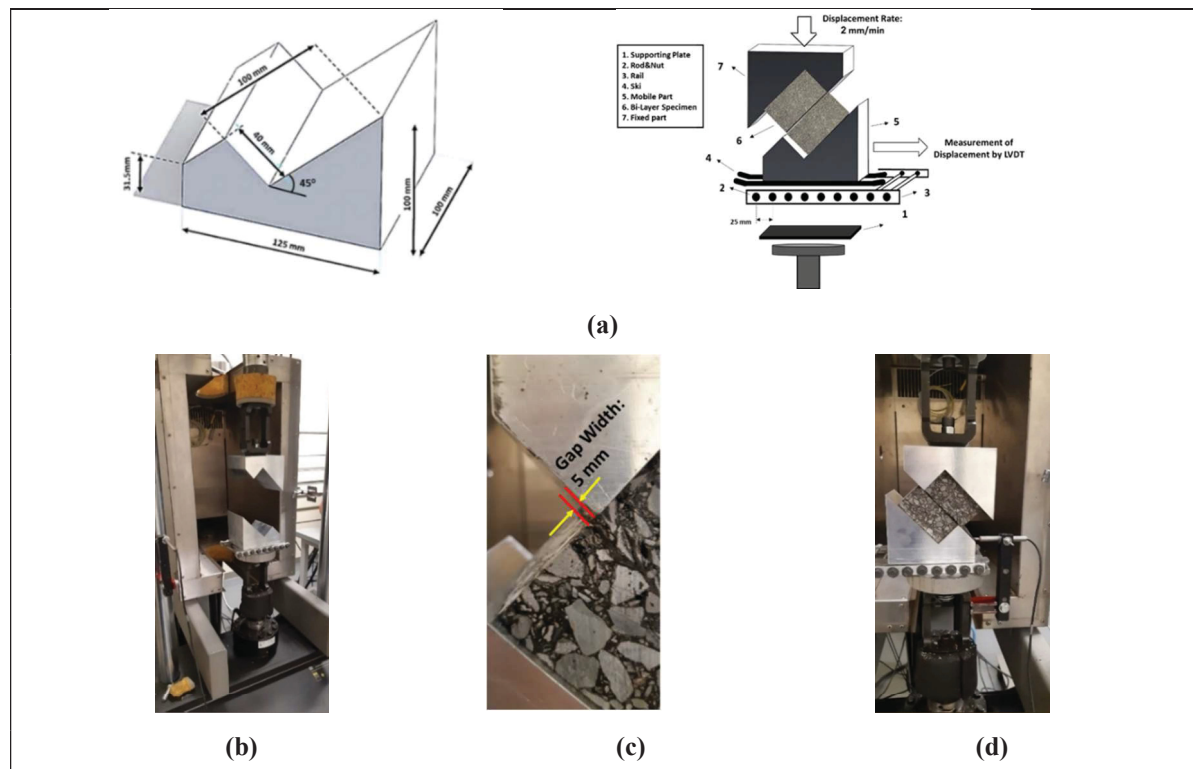 100 mm
40 mm
45°
31.5mm
100 mm
100 mm
125 mm
Displacement Rate:
2 mm/min
1. Supporting Plate
2. Rod&Nut
3. Rail
4. Ski
5. Mobile Part
6. Bi-Layer Specimen
7. Fixed part
7
6
5
Measurement of
Displacement by LVDT
4
2
3
25 mm
1
(a)
Gap Width:
5 mm
(b)
(c)
(d)